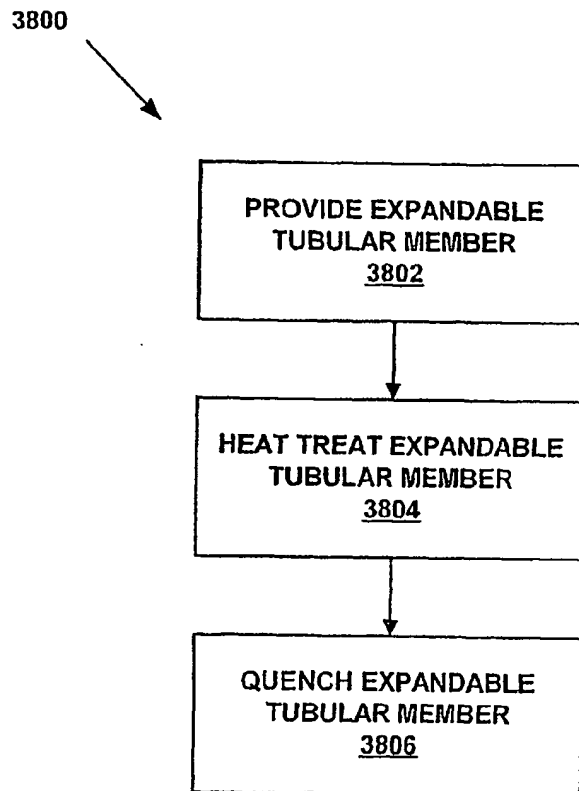 3800
PROVIDE EXPANDABLE
TUBULAR MEMBER
3802
HEAT TREAT EXPANDABLE
TUBULAR MEMBER
3804
QUENCH EXPANDABLE
TUBULAR MEMBER
3806